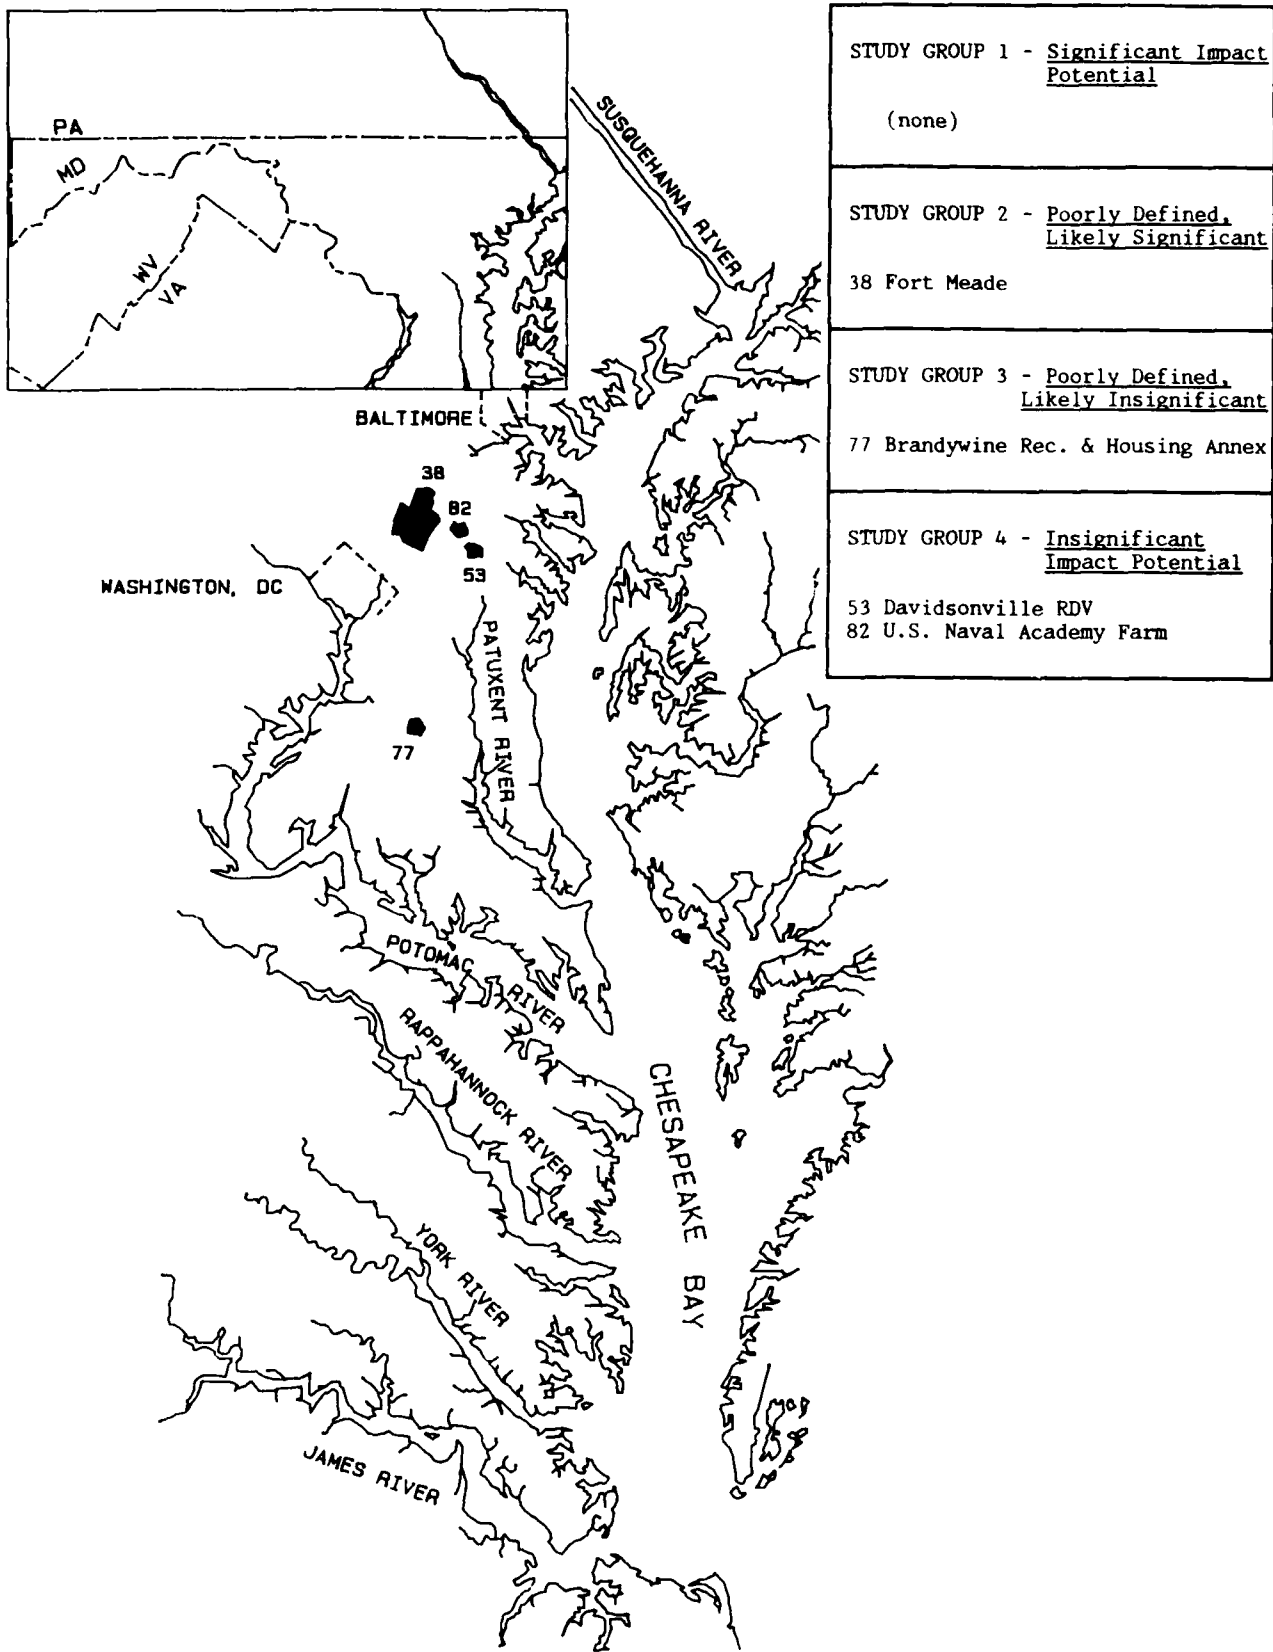 STUDY GROUP 1 - Significant Impact
Potential
(none)
STUDY GROUP 2 - Poorly Defined,
Likely Significant
38 Fort Meade
STUDY GROUP 3 - Poorly Defined,
Likely Insignificant
77 Brandywine Rec. & Housing Annex
STUDY GROUP 4 - Insignificant
Impact Potential
53 Davidsonville RDV
82 U.S. Naval Academy Farm
PA
MD
WV
VA
SUSQUEHANNA RIVER
BALTIMORE
38
82
53
WASHINGTON, DC
PATUXENT RIVER
77
POTOMAC
RIVER
RAPPAHANNOCK RIVER
CHESAPEAKE BAY
YORK RIVER
JAMES RIVER